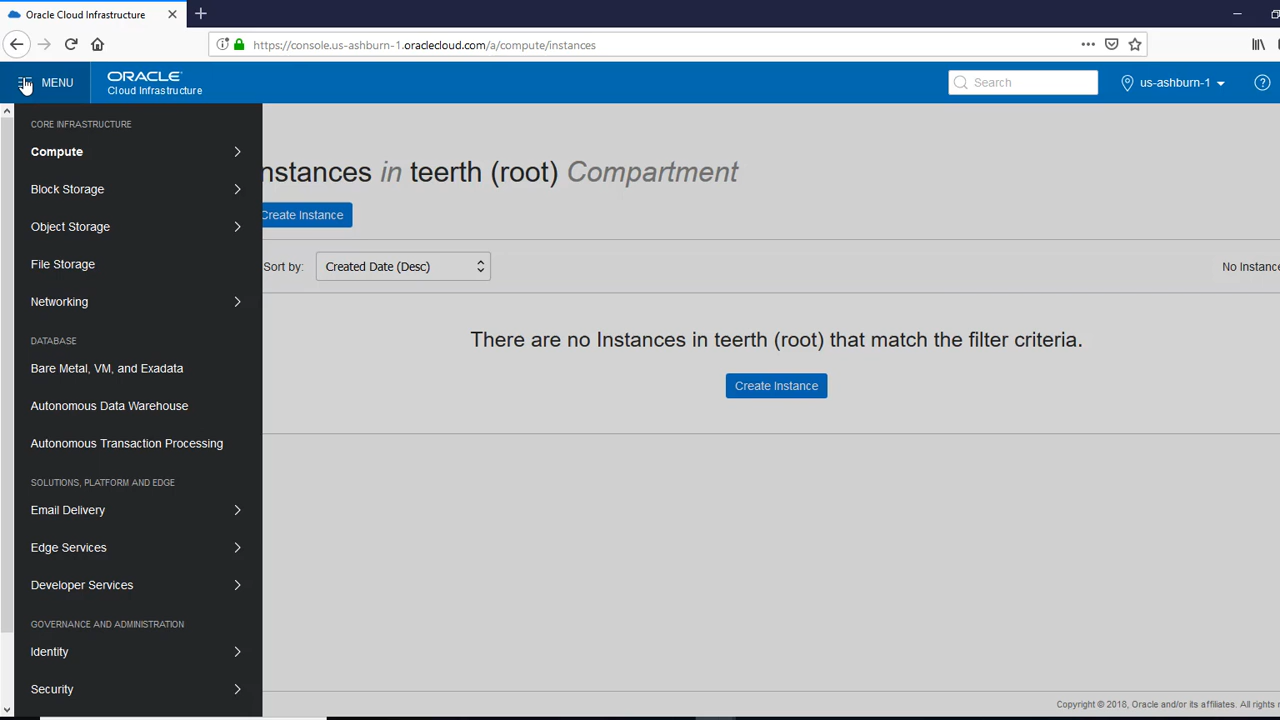 Oracle Cloud Infrastructure
https://console.us-ashburn-1.oraclecloud.com/a/compute/instances
MENU
ORACLE
Cloud Infrastructure
Search
us-ashburn-1
CORE INFRASTRUCTURE
Compute
Block Storage
Object Storage
File Storage
Networking
DATABASE
Bare Metal, VM, and Exadata
Autonomous Data Warehouse
Autonomous Transaction Processing
SOLUTIONS, PLATFORM AND EDGE
Email Delivery
Edge Services
Developer Services
GOVERNANCE AND ADMINISTRATION
Identity
Security
nstances in teerth (root) Compartment
Create Instance
Sort by: Created Date (Desc)
No Instance
There are no Instances in teerth (root) that match the filter criteria.
Create Instance
Copyright © 2018, Oracle and/or its affiliates. All rights